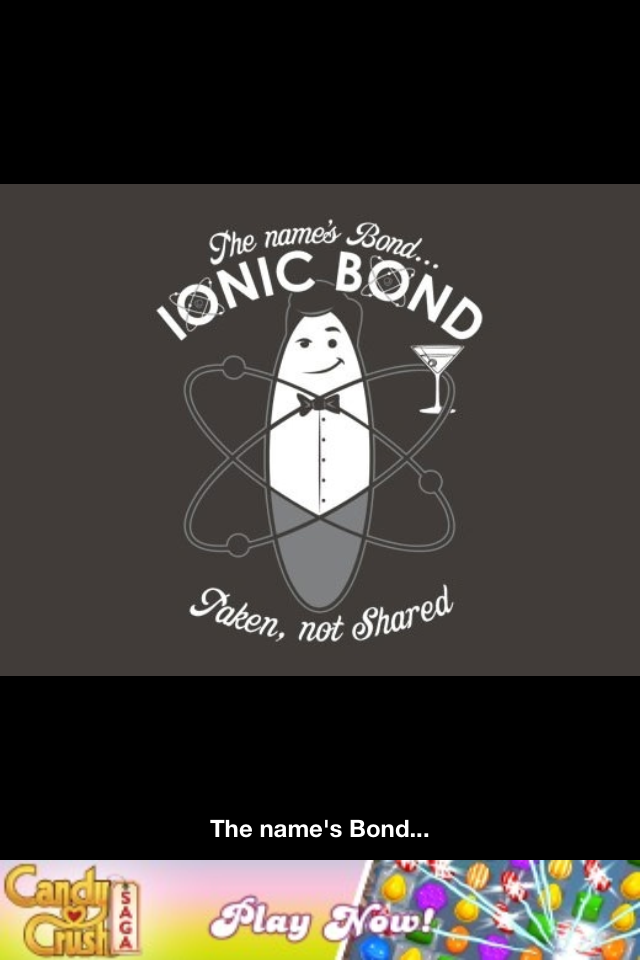 The name's Bond...
IONIC BOND
Taken, not Shared
The name's Bond...
Candy
Crush
SAGA
Play Now!